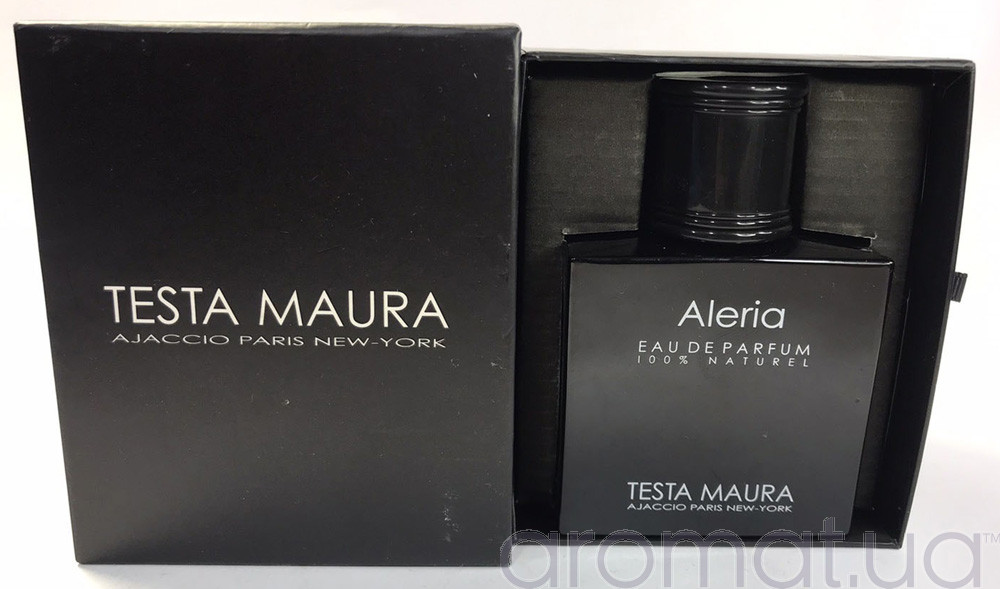 TESTA MAURA
AJACCIO PARIS NEW-YORK
Aleria
EAU DE PARFUM
100% NATUREL
TESTA MAURA
AJACCIO PARIS NEW-YORK
aromat.ua™